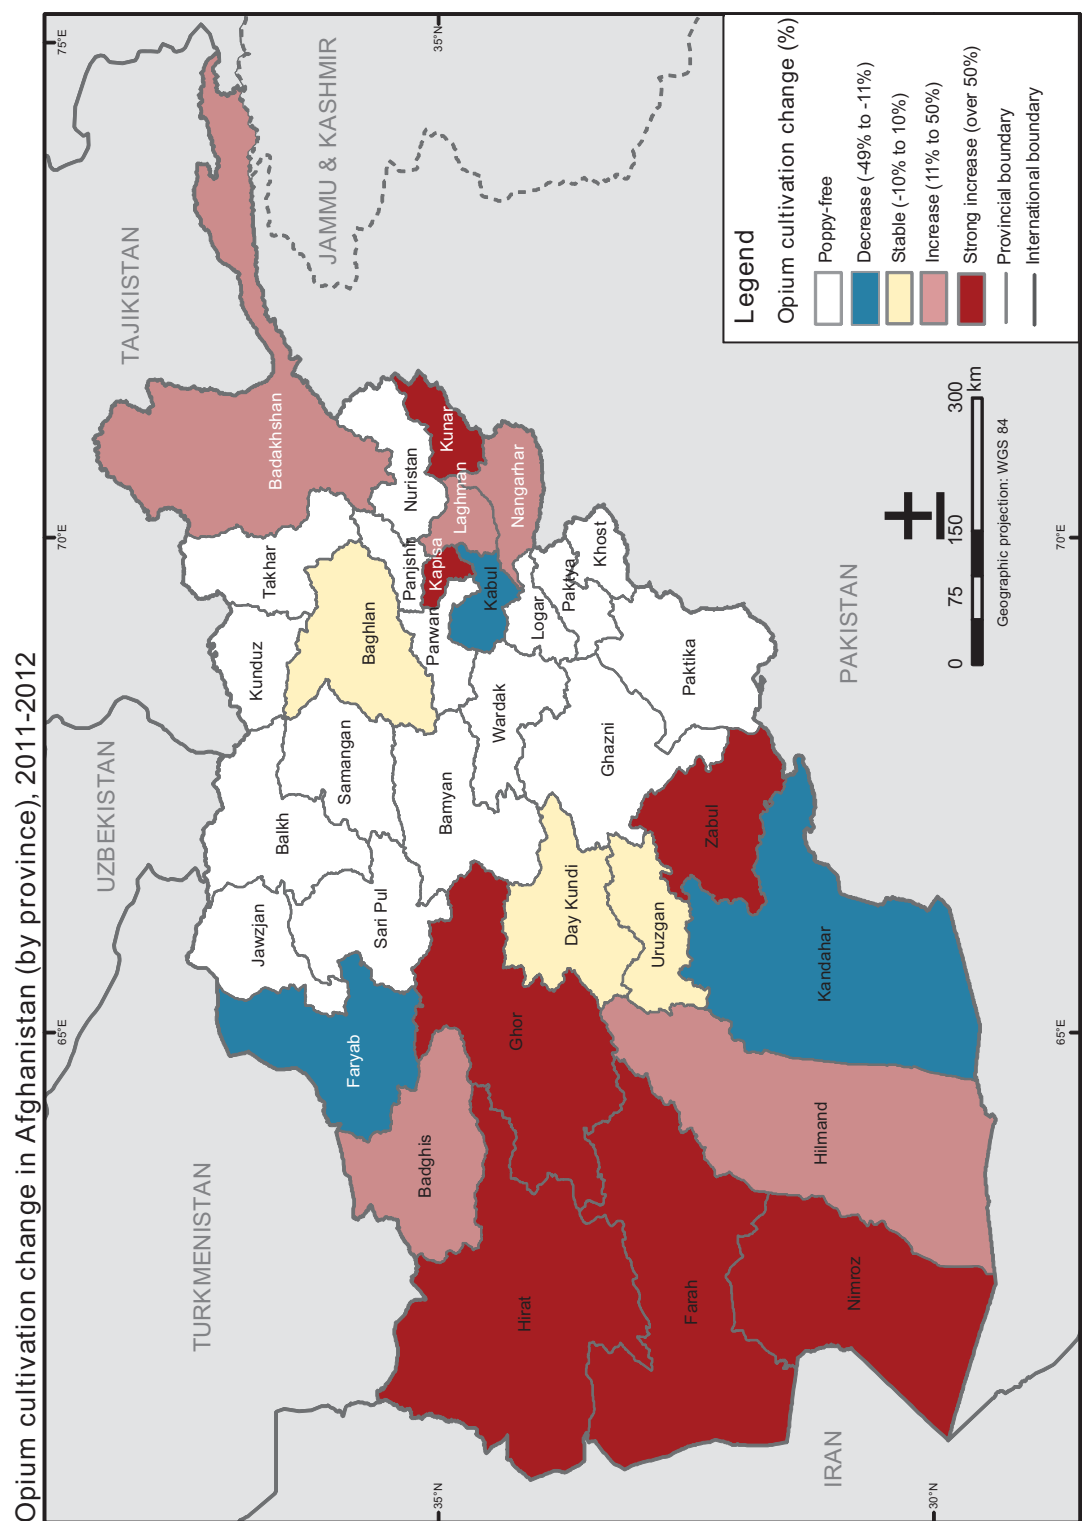 Opium cultivation change in Afghanistan (by province), 2011-2012
65°E
70°E
75°E
UZBEKISTAN
TAJIKISTAN
TURKMENISTAN
Jawzjan
Balkh
Kunduz
Takhar
Badakhshan
Faryab
Sari Pul
Samangan
Baghlan
Panjshir
Nuristan
JAMMU & KASHMIR
35°N
35°N
Badghis
Bamyan
Parwan
Kapisa
Laghman
Kunar
Hirat
Ghor
Day Kundi
Wardak
Kabul
Logar
Nangarhar
Ghazni
Paktya
Khost
Farah
Uruzgan
Zabul
Paktika
Nimroz
Hilmand
Kandahar
PAKISTAN
IRAN
30°N
65°E
70°E
0
75
150
300
km
Geographic projection: WGS 84
Legend
Opium cultivation change (%)
Poppy-free
Decrease (-49% to -11%)
Stable (-10% to 10%)
Increase (11% to 50%)
Strong increase (over 50%)
Provincial boundary
International boundary